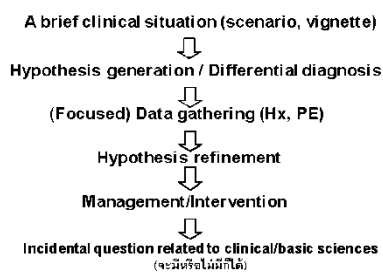 A brief clinical situation (scenario, vignette)
Hypothesis generation / Differential diagnosis
(Focused) Data gathering (Hx, PE)
Hypothesis refinement
Management/Intervention
Incidental question related to clinical/basic sciences
(จะมีหรือไม่มีก็ได้)